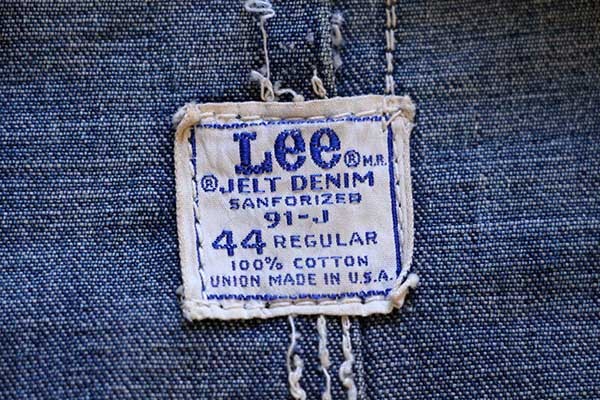 Lee ® M.R.
® JELT DENIM
SANFORIZED
91-J
44 REGULAR
100% COTTON
UNION MADE IN U.S.A.